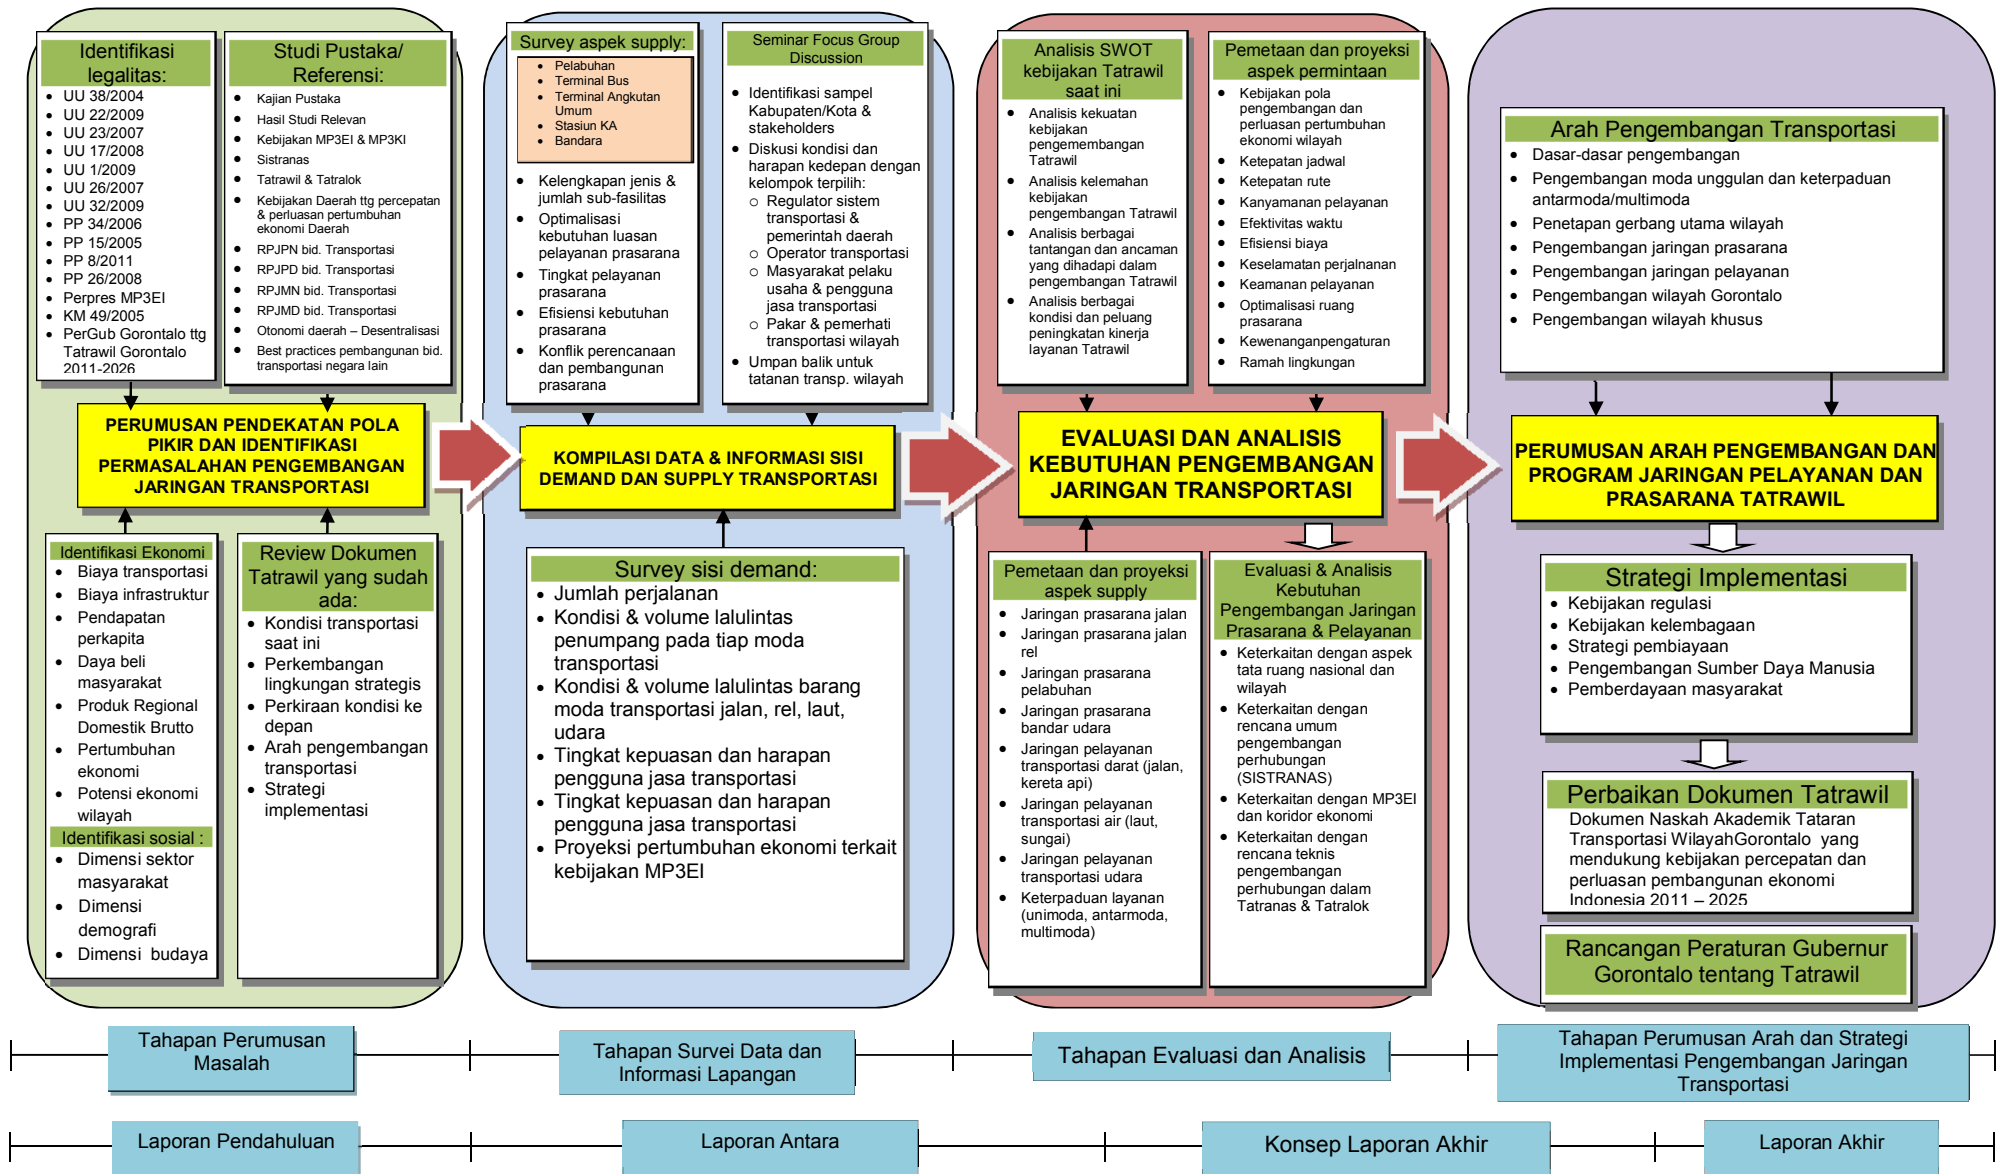 Identifikasi
legalitas:
• UU 38/2004
• UU 22/2009
• UU 23/2007
• UU 17/2008
• UU 1/2009
• UU 26/2007
• UU 32/2009
• PP 34/2006
• PP 15/2005
• PP 8/2011
• PP 26/2008
• Perpres MP3EI
• KM 49/2005
• PerGub Gorontalo ttg
Tatrawil Gorontalo
2011-2026
Studi Pustaka/
Referensi:
• Kajian Pustaka
• Hasil Studi Relevan
• Kebijakan MP3EI & MP3KI
• Sistranas
• Tatrawil & Tatralok
• Kebijakan Daerah ttg percepatan
& perluasan pertumbuhan
ekonomi Daerah
• RPJPN bid. Transportasi
• RPJPD bid. Transportasi
• RPJMN bid. Transportasi
• RPJMD bid. Transportasi
• Otonomi daerah – Desentralisasi
• Best practices pembangunan bid.
transportasi negara lain
PERUMUSAN PENDEKATAN POLA
PIKIR DAN IDENTIFIKASI
PERMASALAHAN PENGEMBANGAN
JARINGAN TRANSPORTASI
Identifikasi Ekonomi
• Biaya transportasi
• Biaya infrastruktur
• Pendapatan
perkapita
• Daya beli
masyarakat
• Produk Regional
Domestik Brutto
• Pertumbuhan
ekonomi
• Potensi ekonomi
wilayah
Identifikasi sosial :
• Dimensi sektor
masyarakat
• Dimensi
demografi
• Dimensi budaya
Review Dokumen
Tatrawil yang sudah
ada:
• Kondisi transportasi
saat ini
• Perkembangan
lingkungan strategis
• Perkiraan kondisi ke
depan
• Arah pengembangan
transportasi
• Strategi
implementasi
Survey aspek supply:
• Pelabuhan
• Terminal Bus
• Terminal Angkutan
Umum
• Stasiun KA
• Bandara
• Kelengkapan jenis &
jumlah sub-fasilitas
• Optimalisasi
kebutuhan luasan
pelayanan prasarana
• Tingkat pelayanan
prasarana
• Efisiensi kebutuhan
prasarana
• Konflik perencanaan
dan pembangunan
prasarana
Seminar Focus Group
Discussion
• Identifikasi sampel
Kabupaten/Kota &
stakeholders
• Diskusi kondisi dan
harapan kedepan dengan
kelompok terpilih:
o Regulator sistem
transportasi &
pemerintah daerah
o Operator transportasi
o Masyarakat pelaku
usaha & pengguna
jasa transportasi
o Pakar & pemerhati
transportasi wilayah
• Umpan balik untuk
tatanan transp. wilayah
KOMPILASI DATA & INFORMASI SISI
DEMAND DAN SUPPLY TRANSPORTASI
Survey sisi demand:
• Jumlah perjalanan
• Kondisi & volume lalulintas
penumpang pada tiap moda
transportasi
• Kondisi & volume lalulintas barang
moda transportasi jalan, rel, laut,
udara
• Tingkat kepuasan dan harapan
pengguna jasa transportasi
• Tingkat kepuasan dan harapan
pengguna jasa transportasi
• Proyeksi pertumbuhan ekonomi terkait
kebijakan MP3EI
Analisis SWOT
kebijakan Tatrawil
saat ini
• Analisis kekuatan
kebijakan
pengemembangan
Tatrawil
• Analisis kelemahan
kebijakan
pengembangan Tatrawil
• Analisis berbagai
tantangan dan ancaman
yang dihadapi dalam
pengembangan Tatrawil
• Analisis berbagai
kondisi dan peluang
peningkatan kinerja
layanan Tatrawil
Pemetaan dan proyeksi
aspek permintaan
• Kebijakan pola
pengembangan dan
perluasan pertumbuhan
ekonomi wilayah
• Ketepatan jadwal
• Ketepatan rute
• Kanyamanan pelayanan
• Efektivitas waktu
• Efisiensi biaya
• Keselamatan perjalnanan
• Keamanan pelayanan
• Optimalisasi ruang
prasarana
• Kewenanganpengaturan
• Ramah lingkungan
EVALUASI DAN ANALISIS
KEBUTUHAN PENGEMBANGAN
JARINGAN TRANSPORTASI
Pemetaan dan proyeksi
aspek supply
• Jaringan prasarana jalan
• Jaringan prasarana jalan
rel
• Jaringan prasarana
pelabuhan
• Jaringan prasarana
bandar udara
• Jaringan pelayanan
transportasi darat (jalan,
kereta api)
• Jaringan pelayanan
transportasi air (laut,
sungai)
• Jaringan pelayanan
transportasi udara
• Keterpaduan layanan
(unimoda, antarmoda,
multimoda)
Evaluasi & Analisis
Kebutuhan
Pengembangan Jaringan
Prasarana & Pelayanan
• Keterkaitan dengan aspek
tata ruang nasional dan
wilayah
• Keterkaitan dengan
rencana umum
pengembangan
perhubungan
(SISTRANAS)
• Keterkaitan dengan MP3EI
dan koridor ekonomi
• Keterkaitan dengan
rencana teknis
pengembangan
perhubungan dalam
Tatranas & Tatralok
Arah Pengembangan Transportasi
• Dasar-dasar pengembangan
• Pengembangan moda unggulan dan keterpaduan
antarmoda/multimoda
• Penetapan gerbang utama wilayah
• Pengembangan jaringan prasarana
• Pengembangan jaringan pelayanan
• Pengembangan wilayah Gorontalo
• Pengembangan wilayah khusus
PERUMUSAN ARAH PENGEMBANGAN DAN
PROGRAM JARINGAN PELAYANAN DAN
PRASARANA TATRAWIL
Strategi Implementasi
• Kebijakan regulasi
• Kebijakan kelembagaan
• Strategi pembiayaan
• Pengembangan Sumber Daya Manusia
• Pemberdayaan masyarakat
Perbaikan Dokumen Tatrawil
Dokumen Naskah Akademik Tataran
Transportasi WilayahGorontalo yang
mendukung kebijakan percepatan dan
perluasan pembangunan ekonomi
Indonesia 2011 – 2025
Rancangan Peraturan Gubernur
Gorontalo tentang Tatrawil
Tahapan Perumusan
Masalah
Tahapan Survei Data dan
Informasi Lapangan
Tahapan Evaluasi dan Analisis
Tahapan Perumusan Arah dan Strategi
Implementasi Pengembangan Jaringan
Transportasi
Laporan Pendahuluan
Laporan Antara
Konsep Laporan Akhir
Laporan Akhir